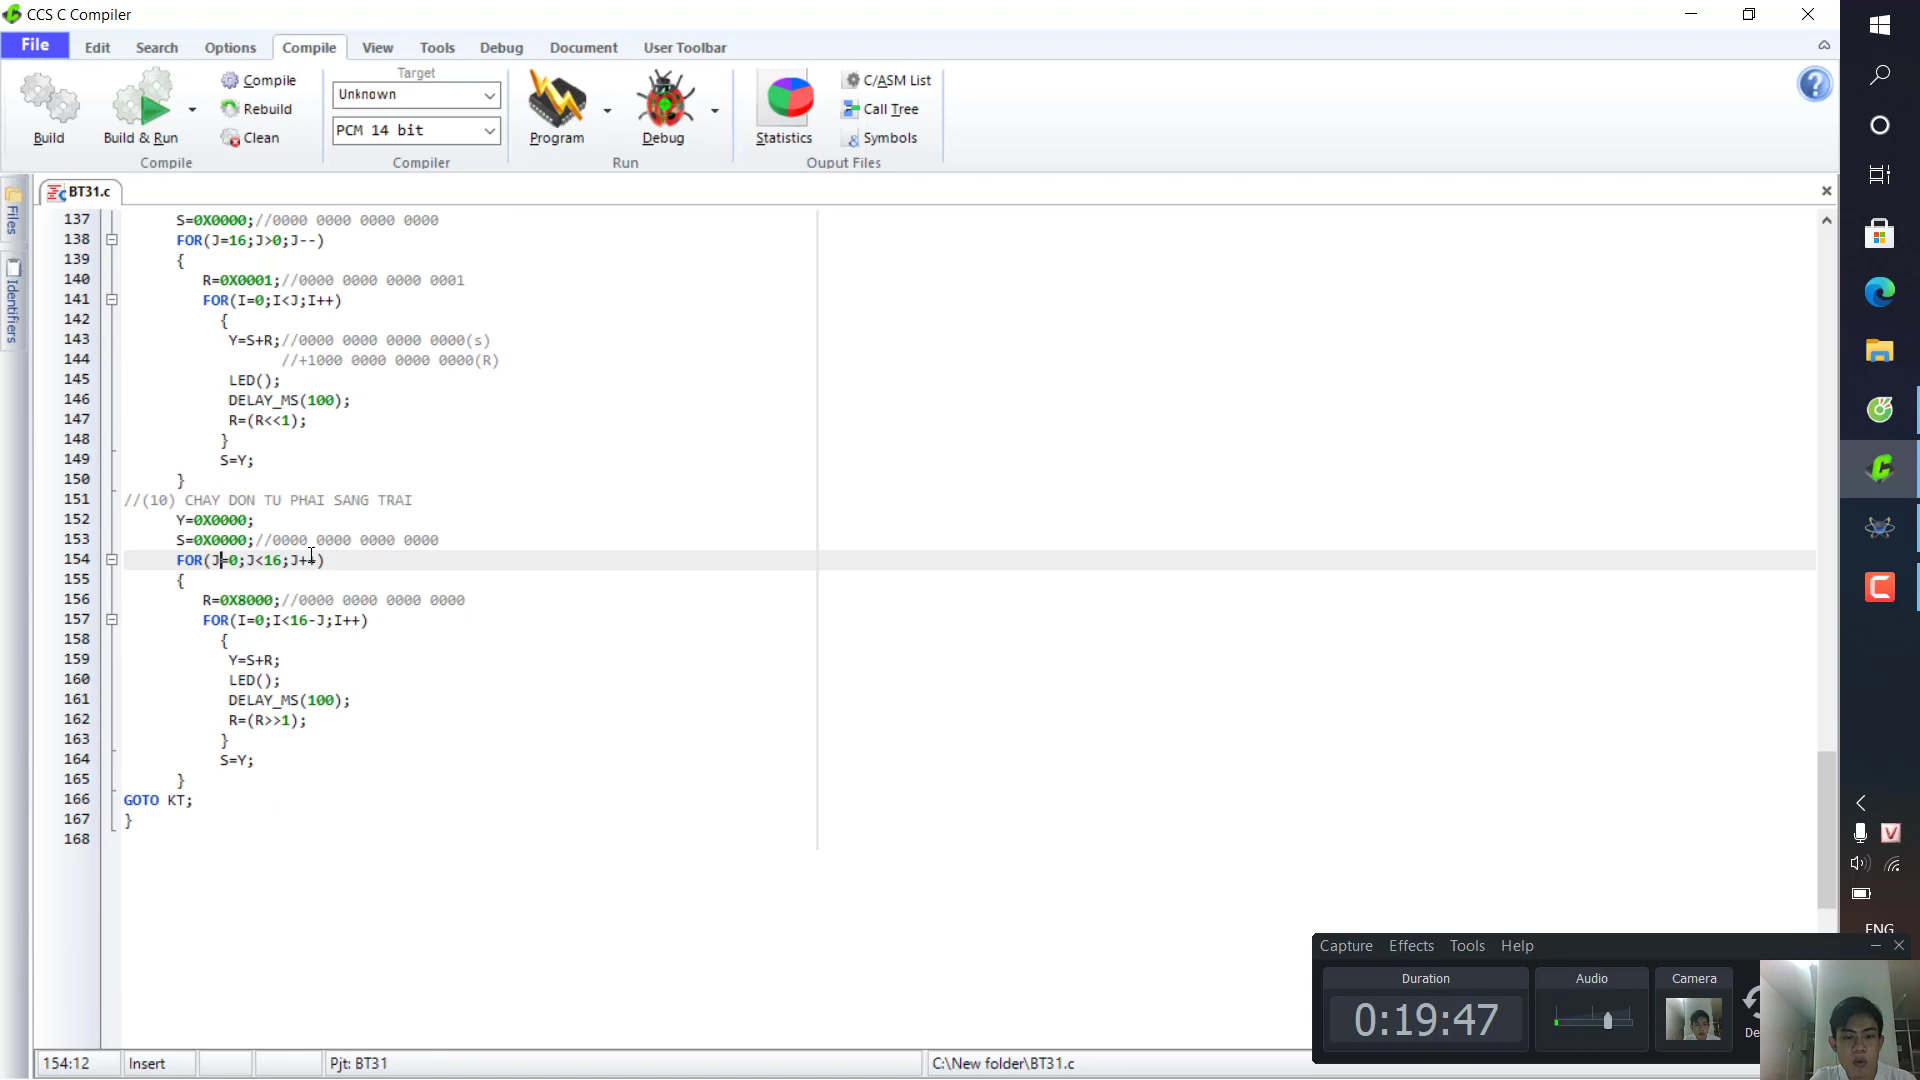 CCS C Compiler
File Edit Search Options Compile View Tools Debug Document User Toolbar
Build
Build & Run
Compile
Rebuild
Clean
Compile
Target
Unknown
PCM 14 bit
Compiler
Program
Debug
Run
Statistics
C/ASM List
Call Tree
Symbols
Ouput Files
Files
Identifiers
BT31.c
137 S=0X0000;//0000 0000 0000 0000
138 FOR(J=16;J>0;J--)
139 {
140 R=0X0001;//0000 0000 0000 0001
141 FOR(I=0;I<J;I++)
142 {
143 Y=S+R;//0000 0000 0000 0000(s)
144 //+1000 0000 0000 0000(R)
145 LED();
146 DELAY_MS(100);
147 R=(R<<1);
148 }
149 S=Y;
150 }
151 //(10) CHAY DON TU PHAI SANG TRAI
152 Y=0X0000;
153 S=0X0000;//0000 0000 0000 0000
154 FOR(J=0;J<16;J++)
155 {
156 R=0X8000;//0000 0000 0000 0000
157 FOR(I=0;I<16-J;I++)
158 {
159 Y=S+R;
160 LED();
161 DELAY_MS(100);
162 R=(R>>1);
163 }
164 S=Y;
165 }
166 GOTO KT;
167 }
168
154:12 Insert Pjt: BT31 C:\New folder\BT31.c
ENG
Capture Effects Tools Help
Duration
0:19:47
Audio
Camera
De